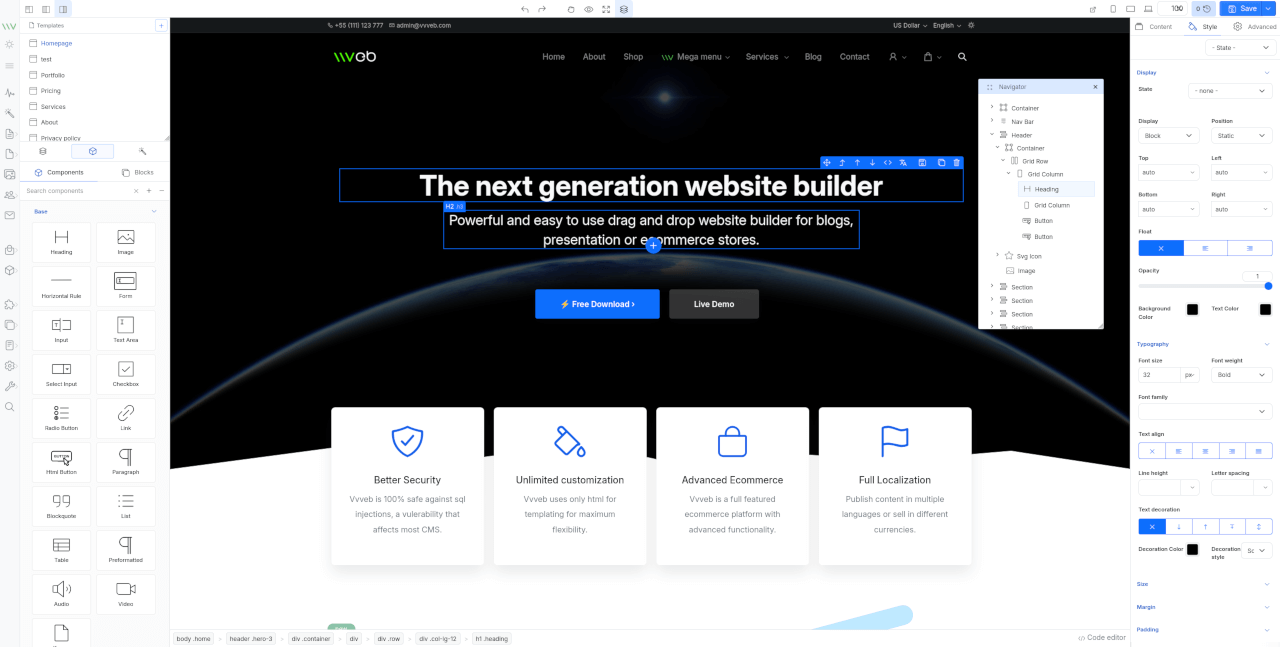 100
0
Save
Templates
+
Homepage
test
Portfolio
Pricing
Services
About
Privacy policy
Components
Blocks
Search components
Base
Heading
Image
Horizontal Rule
Form
Input
Text Area
Select Input
Checkbox
Radio Button
Link
Html Button
Paragraph
Blockquote
List
Table
Preformatted
Audio
Video
+55 (111) 123 777
admin@vvveb.com
US Dollar
English
vvveb
Home
About
Shop
Mega menu
Services
Blog
Contact
The next generation website builder
H2
Powerful and easy to use drag and drop website builder for blogs,
presentation or ecommerce stores.
⚡ Free Download ›
Live Demo
Better Security
Vvveb is 100% safe against sql
injections, a vulerability that
affects most CMS.
Unlimited customization
Vvveb uses only html for
templating for maximum
flexibility.
Advanced Ecommerce
Vvveb is a full featured
ecommerce platform with
advanced functionality.
Full Localization
Publish content in multiple
languages or sell in different
currencies.
Navigator
Container
Nav Bar
Header
Container
Grid Row
Grid Column
Heading
Grid Column
Button
Button
Svg Icon
Image
Section
Section
Section
Section
body .home
header .hero-3
div .container
div
div .row
div .col-lg-12
h1 .heading
Code editor
Content
Style
Advanced
- State -
Display
State
- none -
Display
Position
Block
Static
Top
Left
auto
auto
Bottom
Right
auto
auto
Float
Opacity
1
Background
Color
Text Color
Typography
Font size
Font weight
32
px
Bold
Font family
Text align
Line height
Letter spacing
Text decoration
Decoration Color
Decoration
style
Size
Margin
Padding